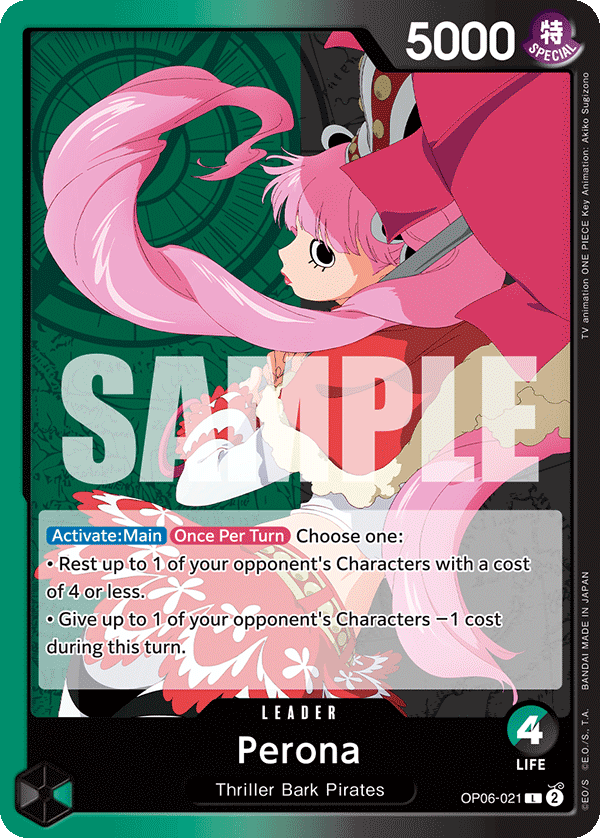 5000
特
SPECIAL
TV animation ONE PIECE Key Animation: Akiko Sugizono
SAMPLE
Activate:Main Once Per Turn Choose one:
• Rest up to 1 of your opponent's Characters with a cost
of 4 or less.
• Give up to 1 of your opponent's Characters −1 cost
during this turn.
BANDAI MADE IN JAPAN
©E.O./S., T.A.
©EO/S
LEADER
4
LIFE
Perona
Thriller Bark Pirates
OP06-021 L 2